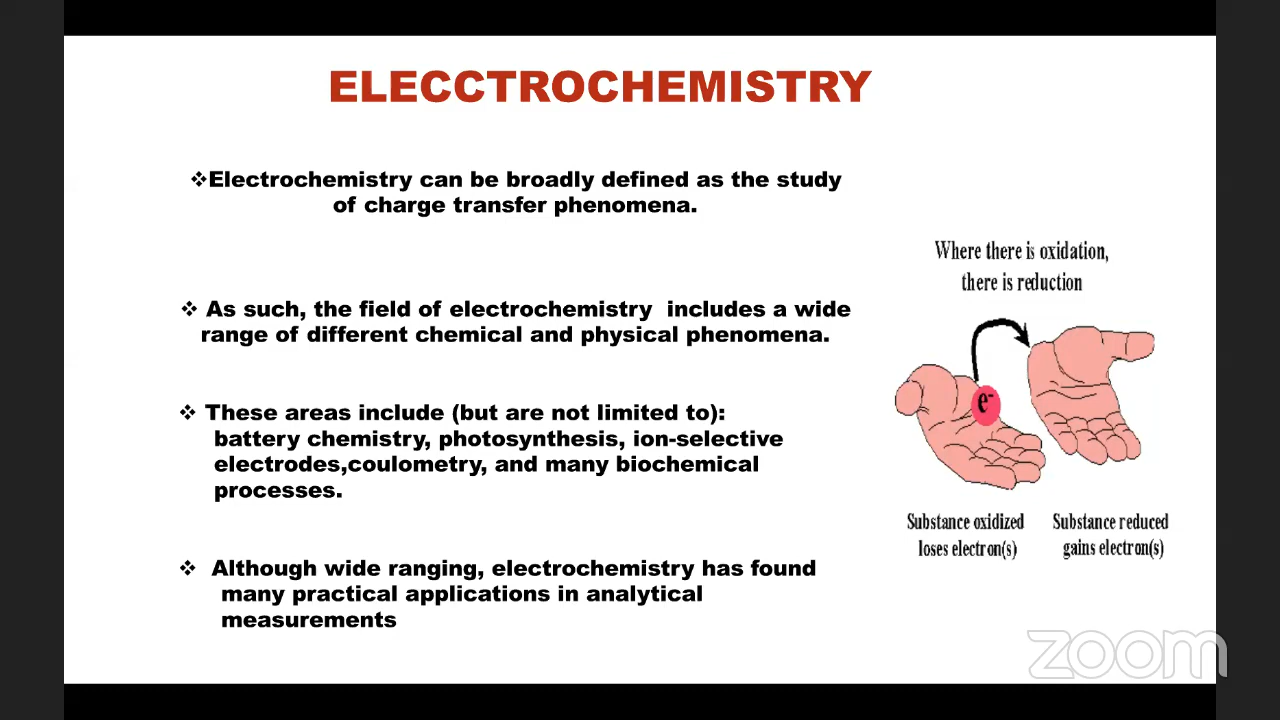 ELECCTROCHEMISTRY
❖Electrochemistry can be broadly defined as the study
of charge transfer phenomena.
❖ As such, the field of electrochemistry includes a wide
range of different chemical and physical phenomena.
❖ These areas include (but are not limited to):
battery chemistry, photosynthesis, ion-selective
electrodes,coulometry, and many biochemical
processes.
❖ Although wide ranging, electrochemistry has found
many practical applications in analytical
measurements
Where there is oxidation,
there is reduction
e-
Substance oxidized
loses electron(s)
Substance reduced
gains electron(s)
zoom